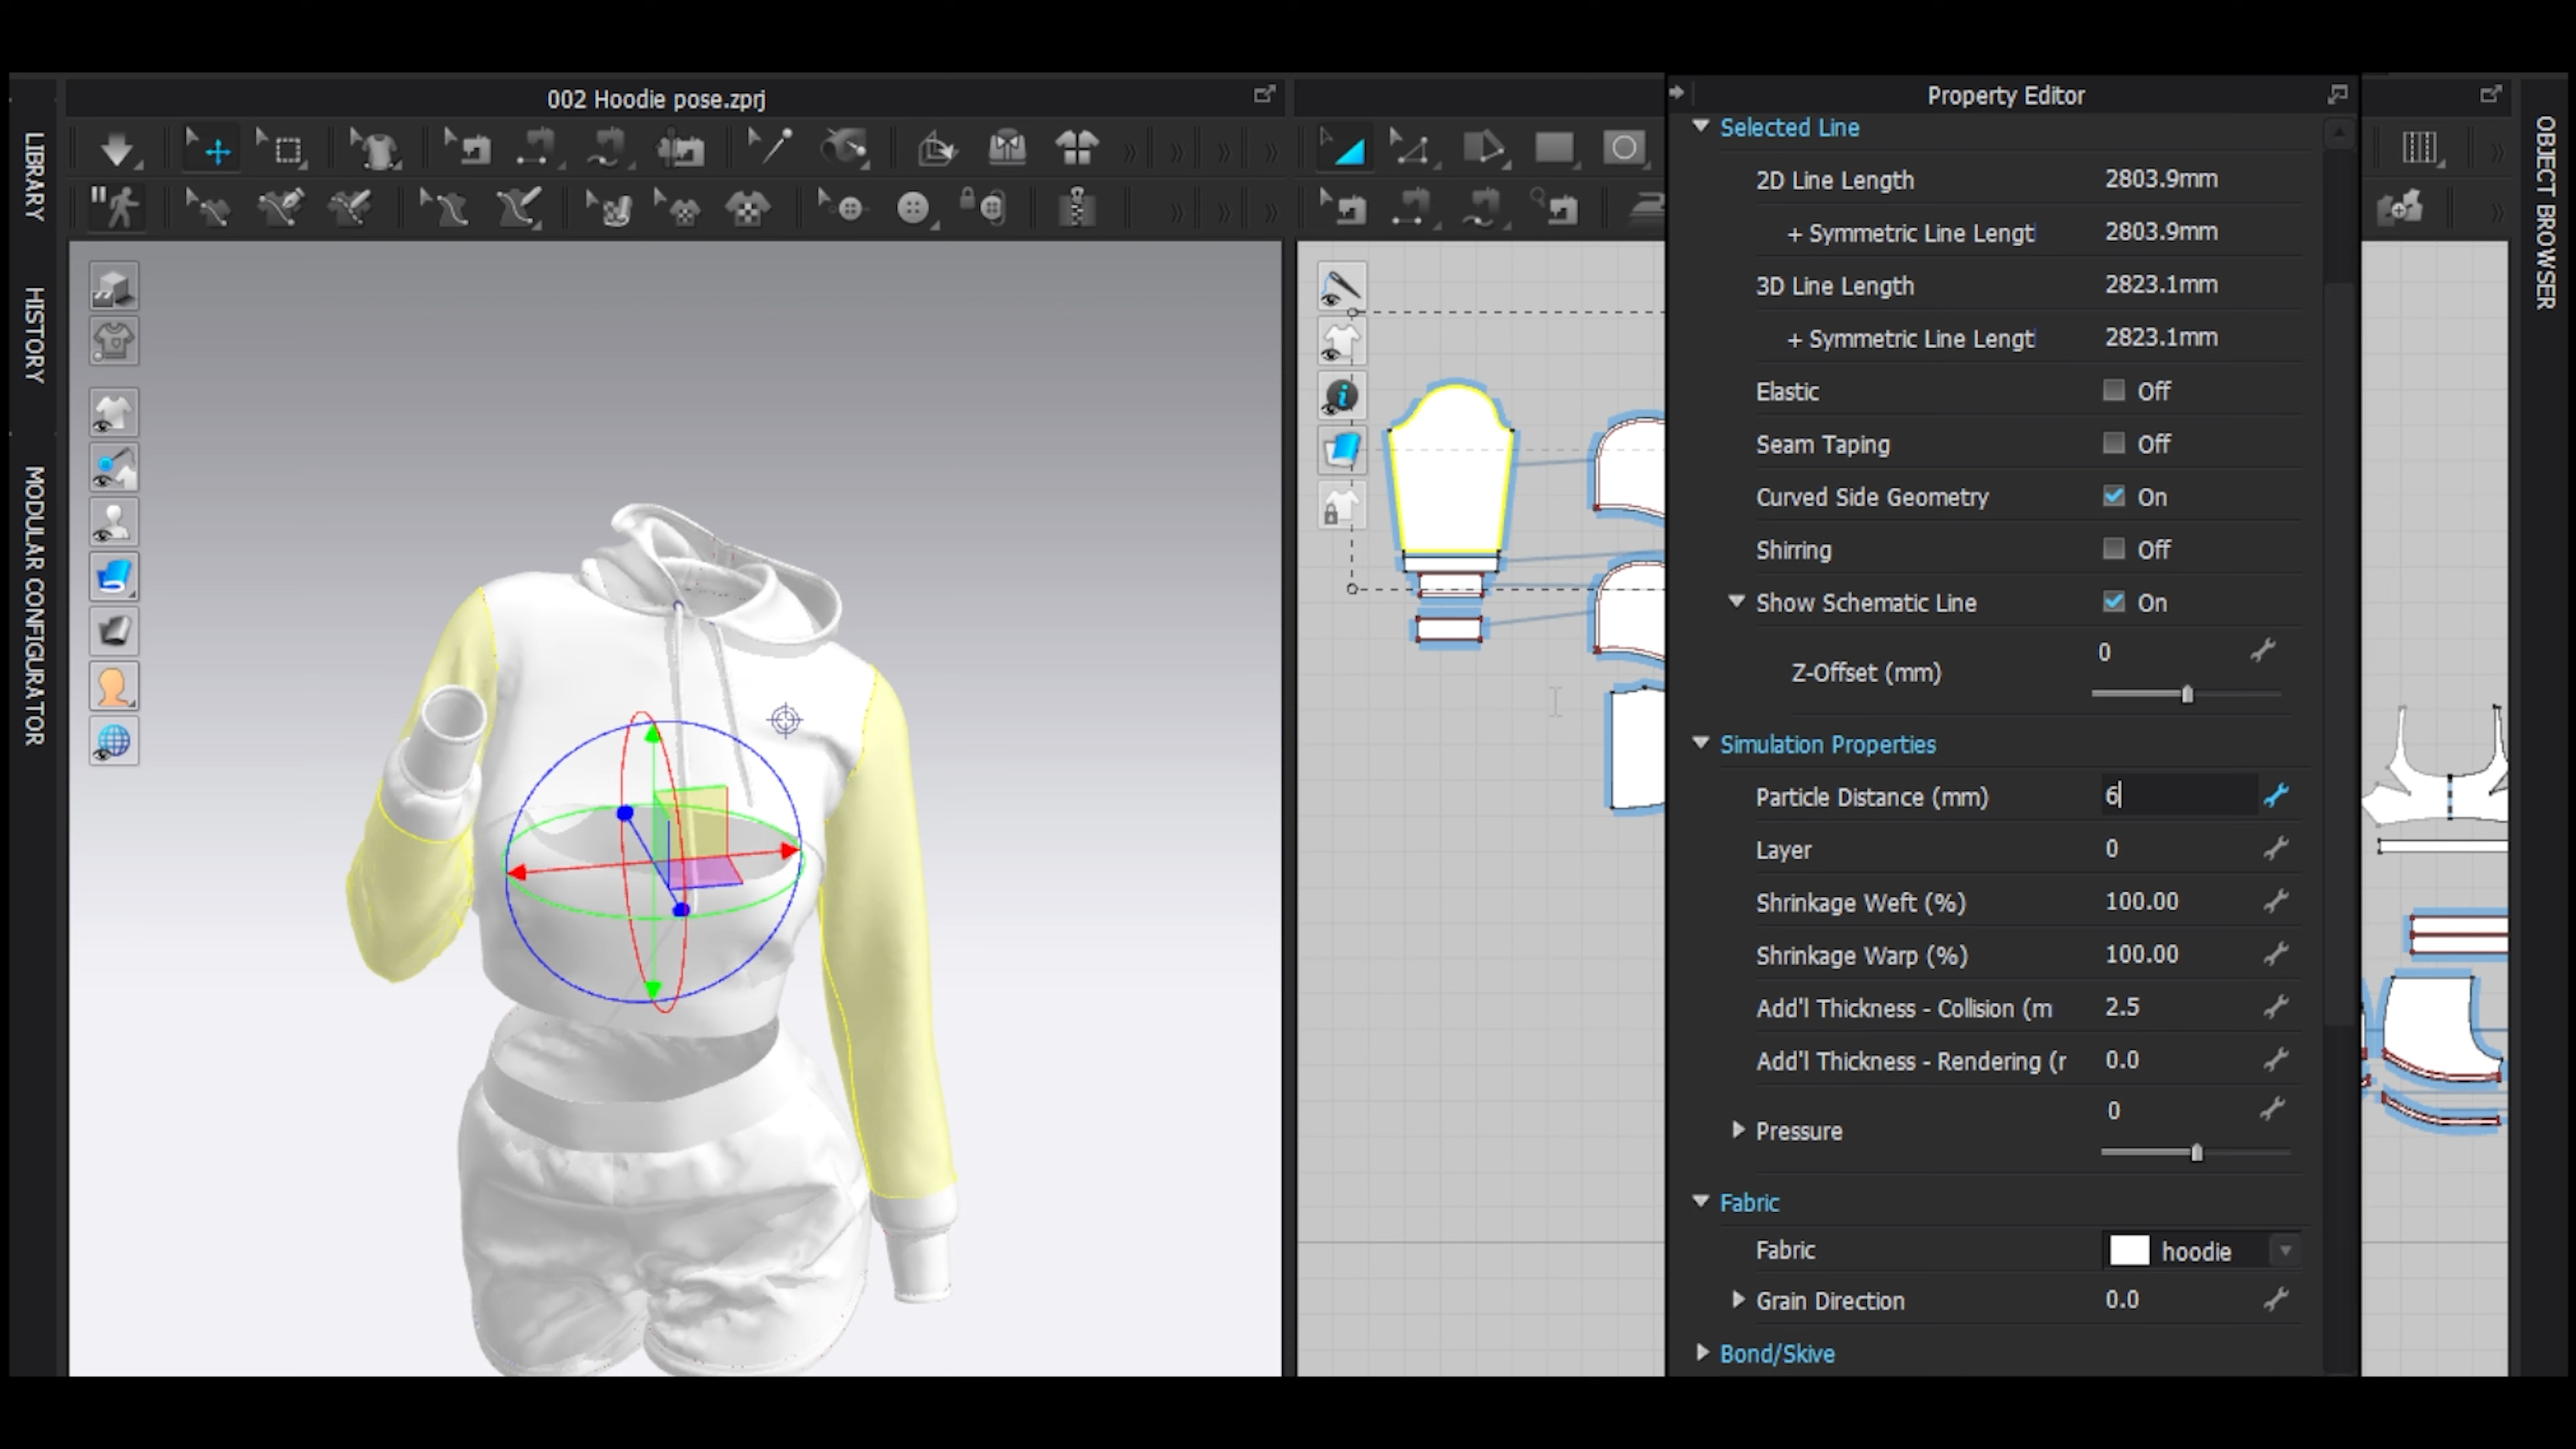 002 Hoodie pose.zprj
Property Editor
LIBRARY
HISTORY
MODULAR CONFIGURATOR
OBJECT BROWSER
Selected Line
2D Line Length 2803.9mm
+ Symmetric Line Lengt 2803.9mm
3D Line Length 2823.1mm
+ Symmetric Line Lengt 2823.1mm
Elastic Off
Seam Taping Off
Curved Side Geometry On
Shirring Off
Show Schematic Line On
Z-Offset (mm) 0
Simulation Properties
Particle Distance (mm) 6
Layer 0
Shrinkage Weft (%) 100.00
Shrinkage Warp (%) 100.00
Add'l Thickness - Collision (m 2.5
Add'l Thickness - Rendering (r 0.0
Pressure 0
Fabric
Fabric hoodie
Grain Direction 0.0
Bond/Skive